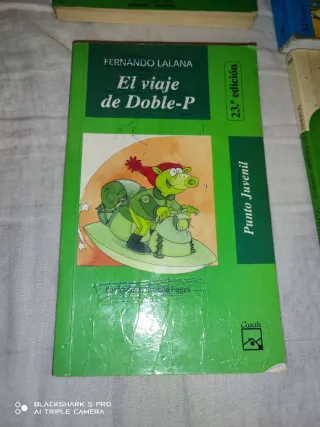 FERNANDO LALANA
El viaje
de Doble-P
23.ª edición
Punto Juvenil
Casals
BLACKSHARK 5 PRO
AI TRIPLE CAMERA